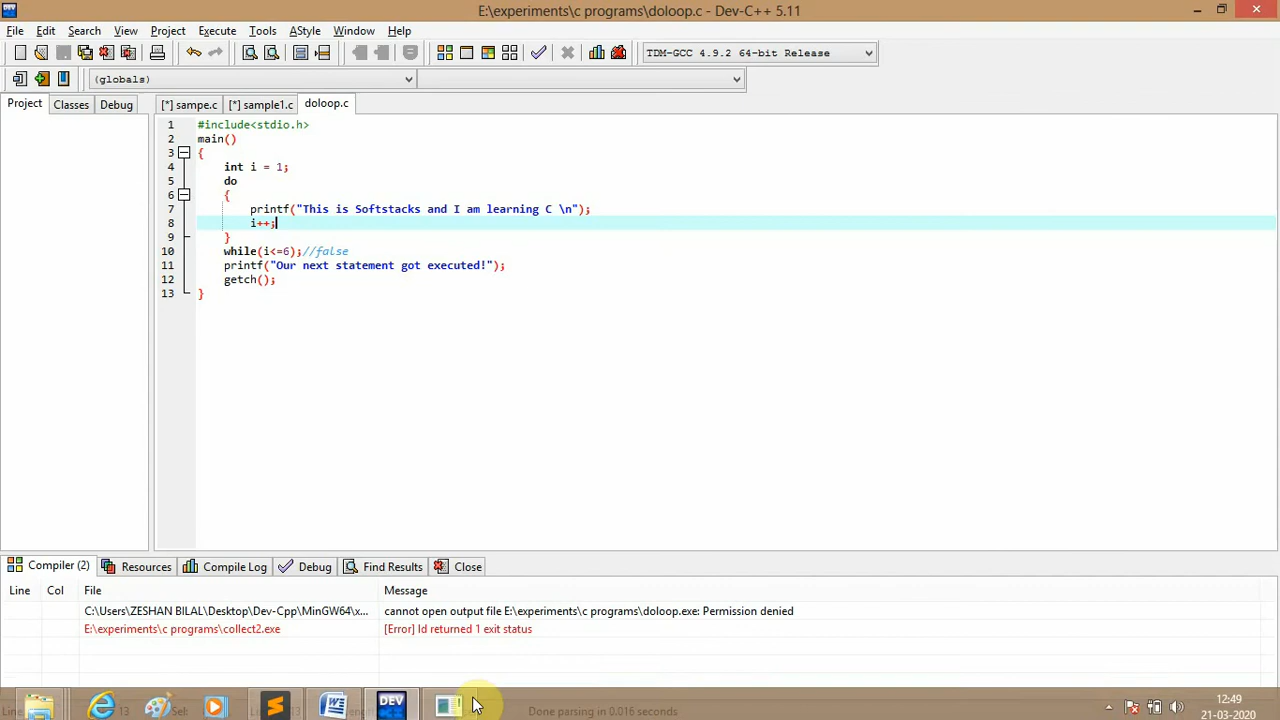 E:\experiments\c programs\doloop.c - Dev-C++ 5.11
File Edit Search View Project Execute Tools AStyle Window Help
TDM-GCC 4.9.2 64-bit Release
(globals)
Project Classes Debug [*] sampe.c [*] sample1.c doloop.c
1 #include<stdio.h>
2 main()
3 {
4 int i = 1;
5 do
6 {
7 printf("This is Softstacks and I am learning C \n");
8 i++;
9 }
10 while(i<=6);//false
11 printf("Our next statement got executed!");
12 getch();
13 }
Compiler (2) Resources Compile Log Debug Find Results Close
Line Col File Message
C:\Users\ZESHAN BILAL\Desktop\Dev-Cpp\MinGW64\x... cannot open output file E:\experiments\c programs\doloop.exe: Permission denied
E:\experiments\c programs\collect2.exe [Error] ld returned 1 exit status
Line: 13 Sel: Done parsing in 0.016 seconds
DEV
12:49
21-03-2020